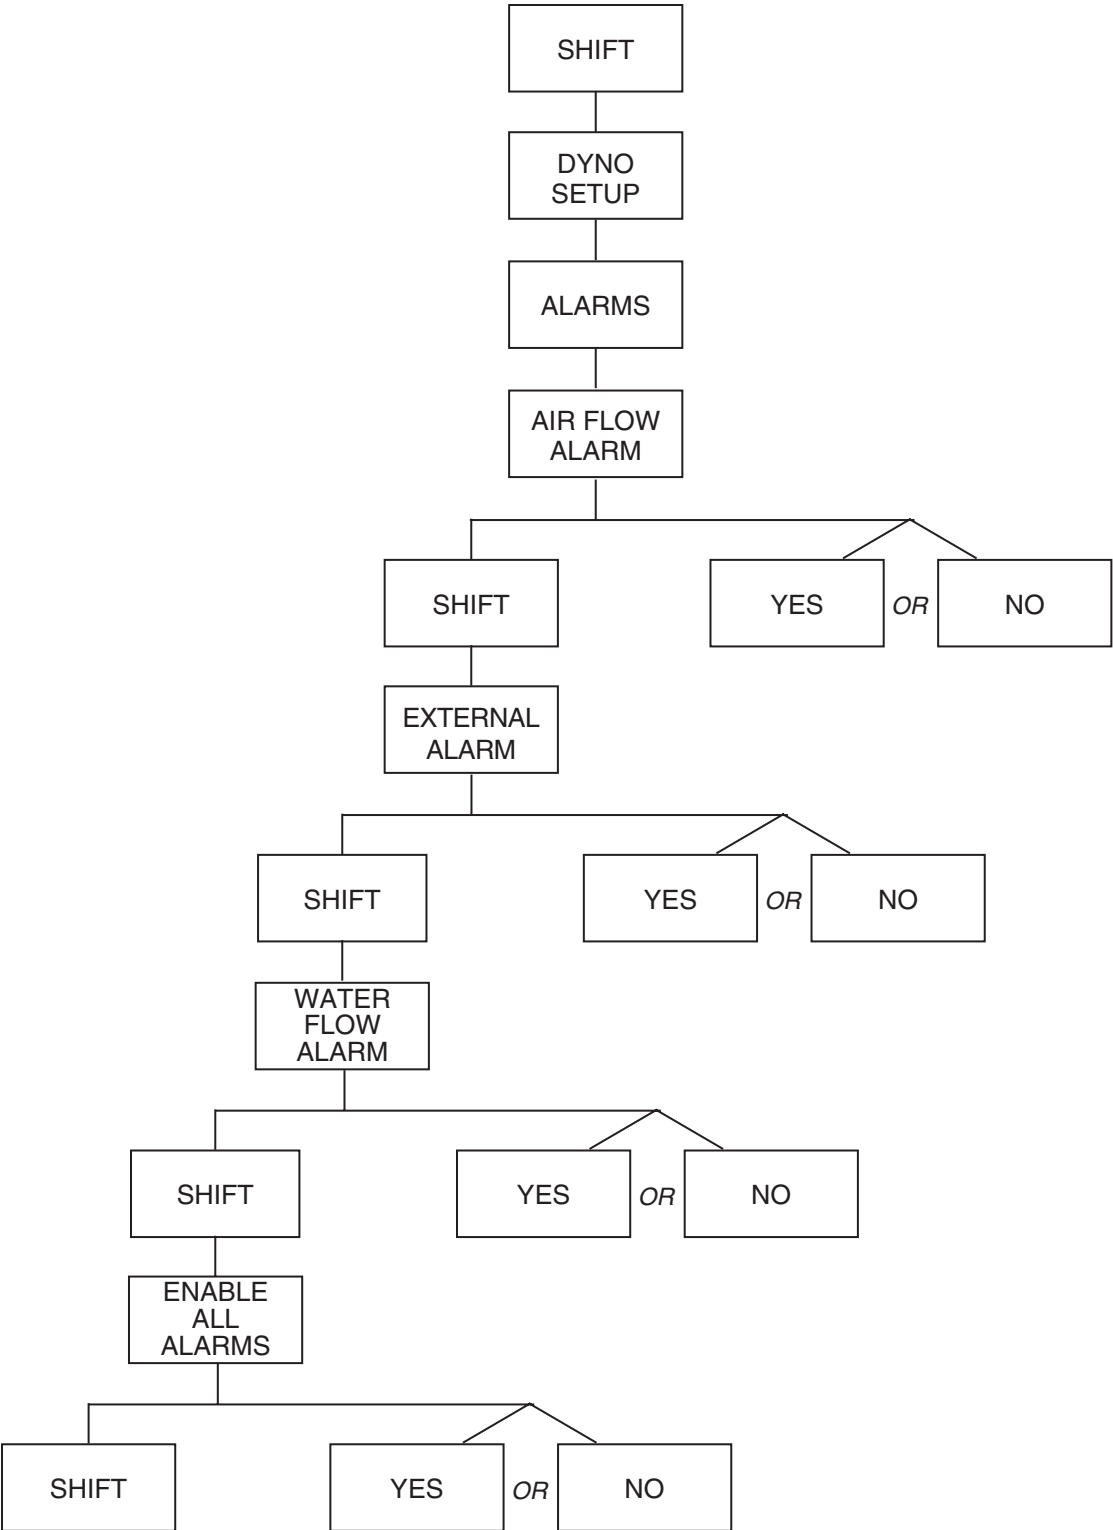 SHIFT
DYNO
SETUP
ALARMS
AIR FLOW
ALARM
SHIFT
YES
OR
NO
EXTERNAL
ALARM
SHIFT
YES
OR
NO
WATER
FLOW
ALARM
SHIFT
YES
OR
NO
ENABLE
ALL
ALARMS
SHIFT
YES
OR
NO